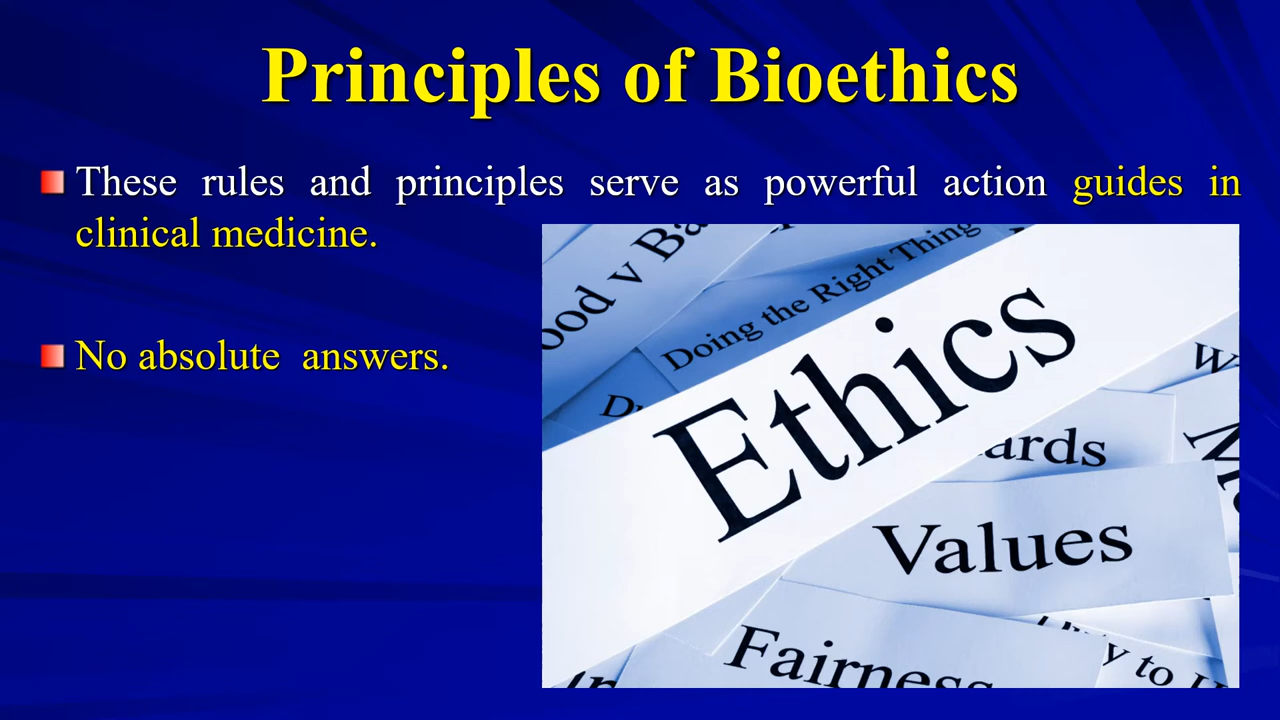 Principles of Bioethics
These rules and principles serve as powerful action guides in
clinical medicine.
No absolute answers.
Doing the Right Thing
Ethics
Values
Fairness